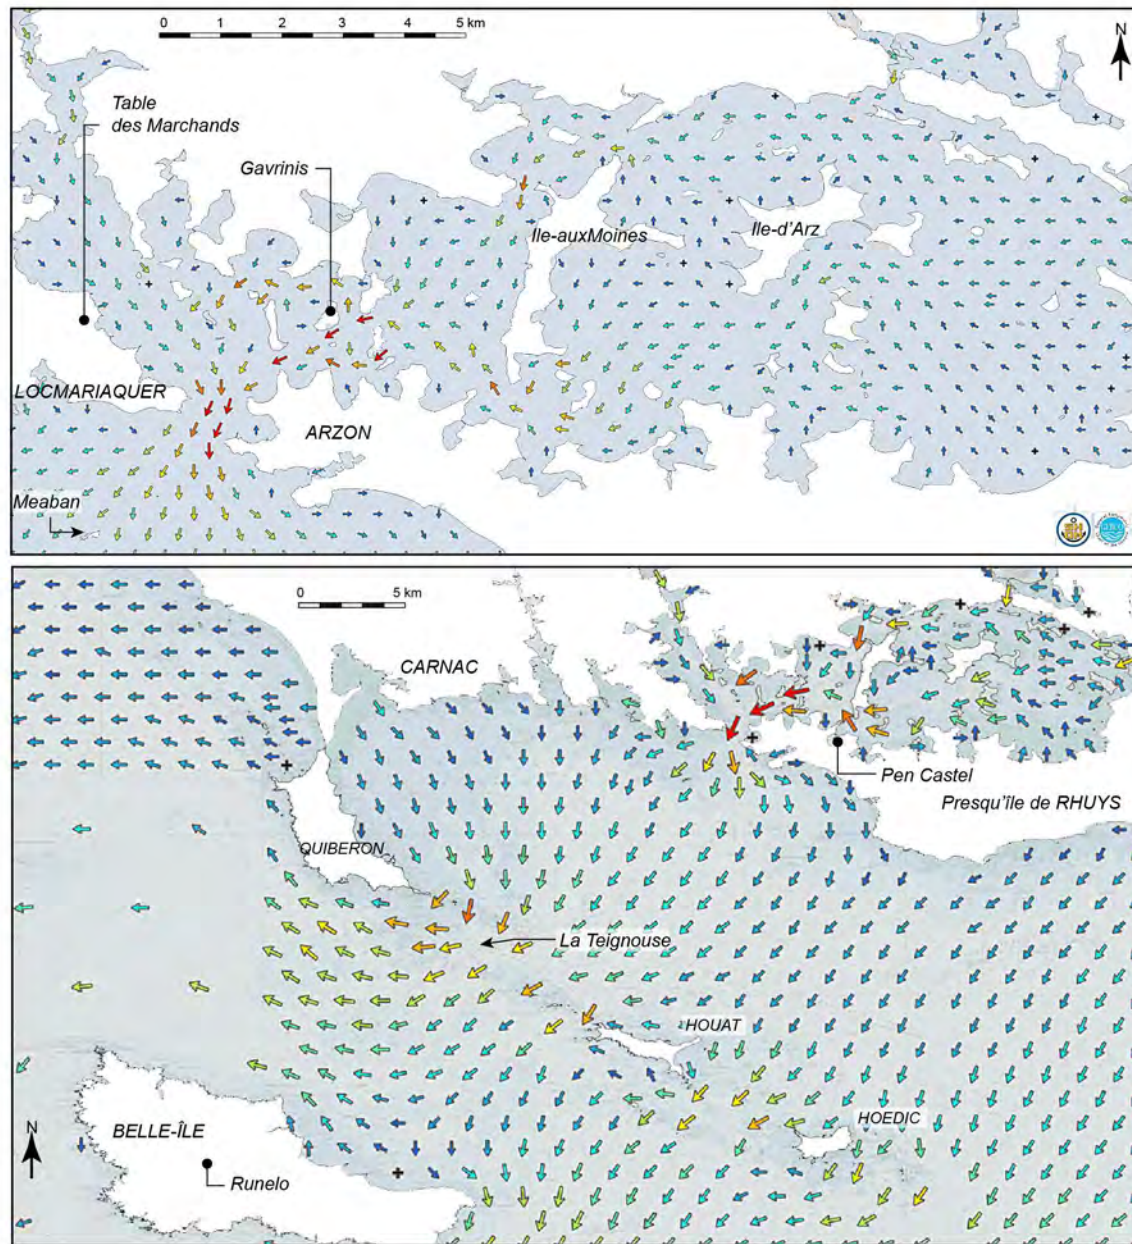 0 1 2 3 4 5 km
N
Table
des Marchands
Gavrinis
Ile-auxMoines
Ile-d'Arz
LOCMARIAQUER
ARZON
Meaban
0 5 km
CARNAC
Pen Castel
Presqu'île de RHUYS
QUIBERON
La Teignouse
HOUAT
HOEDIC
N
BELLE-ÎLE
Runelo